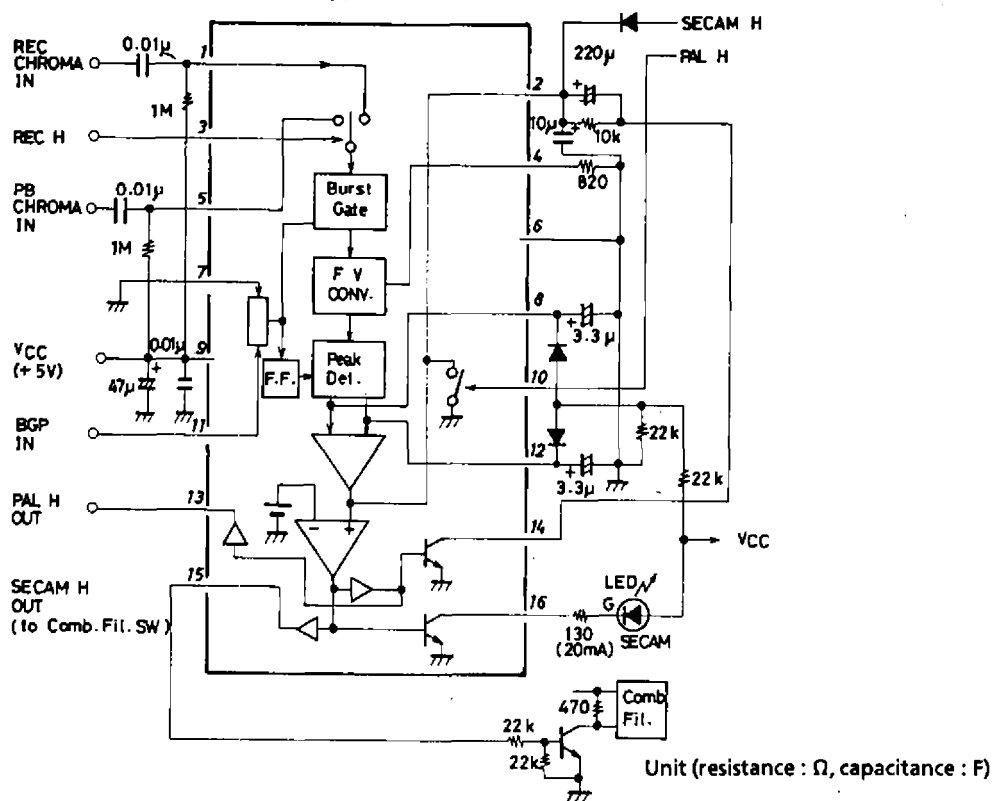 REC
CHROMA
IN
0.01μ
1
1M
REC H
3
PB
CHROMA
IN
0.01μ
5
1M
7
VCC
(+ 5V)
0.01μ
9
+
47μ
BGP
IN
11
PAL H
OUT
13
SECAM H
OUT
(to Comb. Fil. SW)
15
Burst
Gate
F V
CONV.
F.F.
Peak
Det.
-
+
SECAM H
PAL H
2
220μ
+
10μ
+
10k
4
820
6
8
+
3.3μ
10
22k
12
+
3.3μ
22k
14
VCC
16
LED
G
130
(20mA)
SECAM
470
Comb
Fil.
22k
22k
Unit (resistance : Ω, capacitance : F)